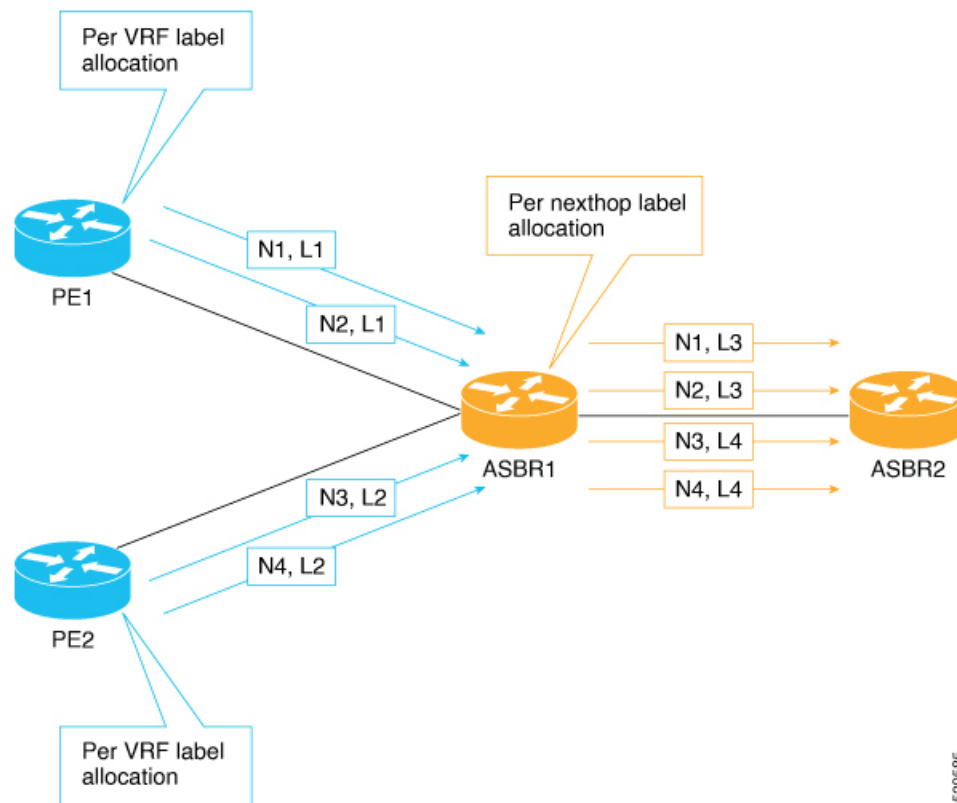 Per VRF label
allocation
PE1
N1, L1
N2, L1
Per nexthop label
allocation
N1, L3
N2, L3
ASBR1
N3, L4
N4, L4
ASBR2
N3, L2
N4, L2
PE2
Per VRF label
allocation